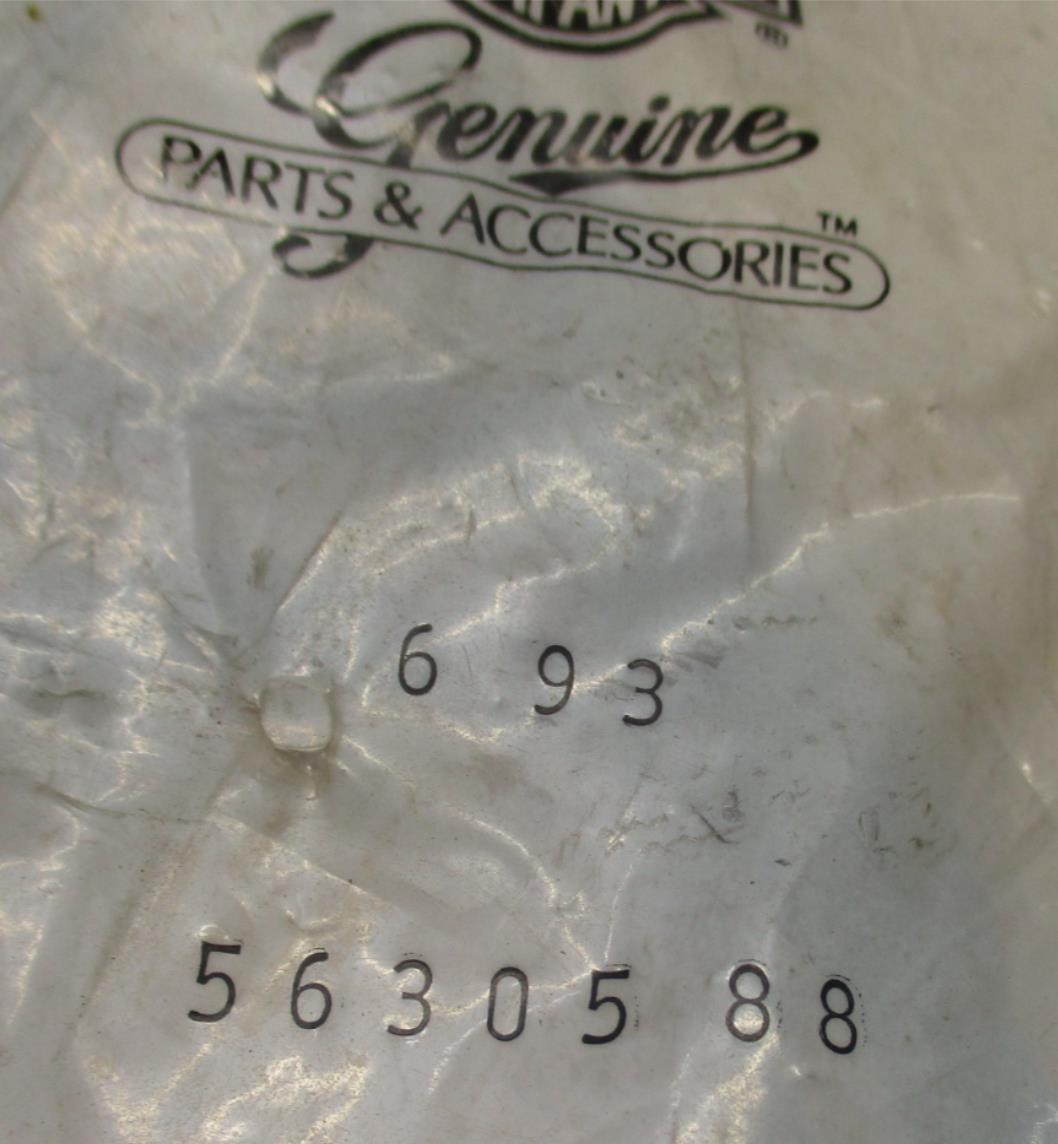 Genuine
PARTS & ACCESSORIES™
6 93
56305 88